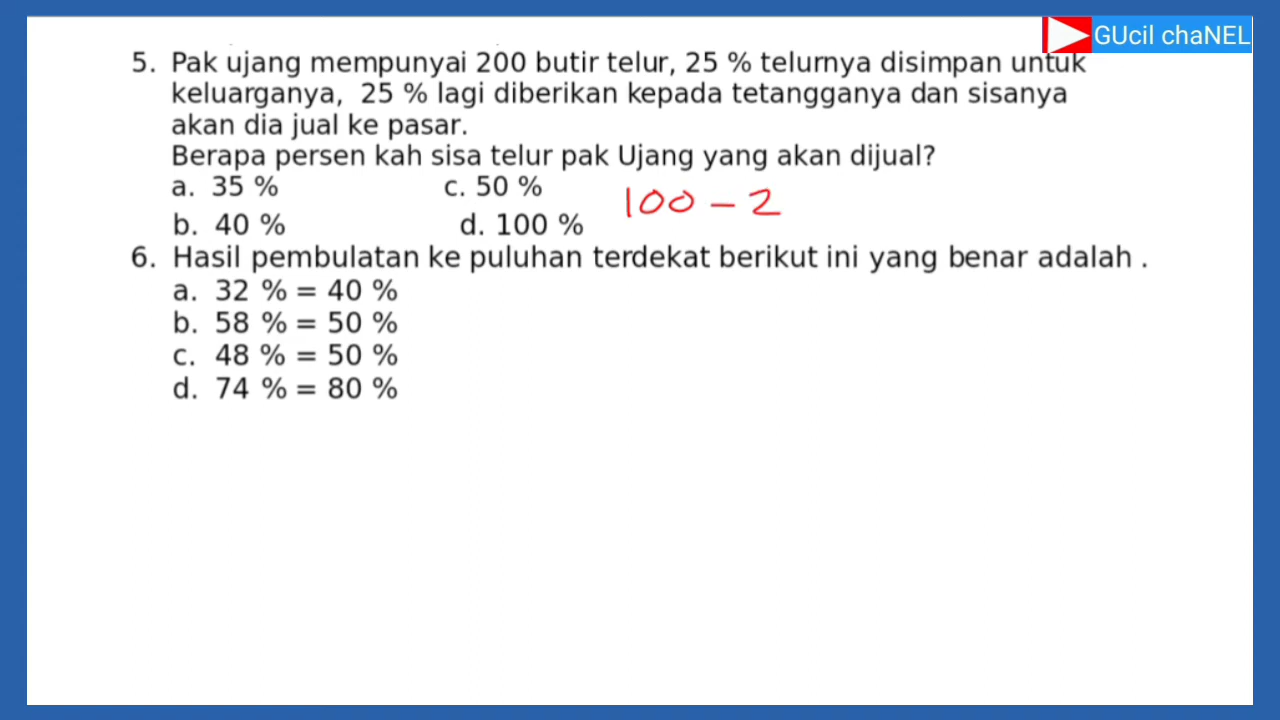 GUcil chaNEL
5. Pak ujang mempunyai 200 butir telur, 25 % telurnya disimpan untuk
keluarganya, 25 % lagi diberikan kepada tetangganya dan sisanya
akan dia jual ke pasar.
Berapa persen kah sisa telur pak Ujang yang akan dijual?
a. 35 % c. 50 %
100 - 2
b. 40 % d. 100 %
6. Hasil pembulatan ke puluhan terdekat berikut ini yang benar adalah .
a. 32 % = 40 %
b. 58 % = 50 %
c. 48 % = 50 %
d. 74 % = 80 %